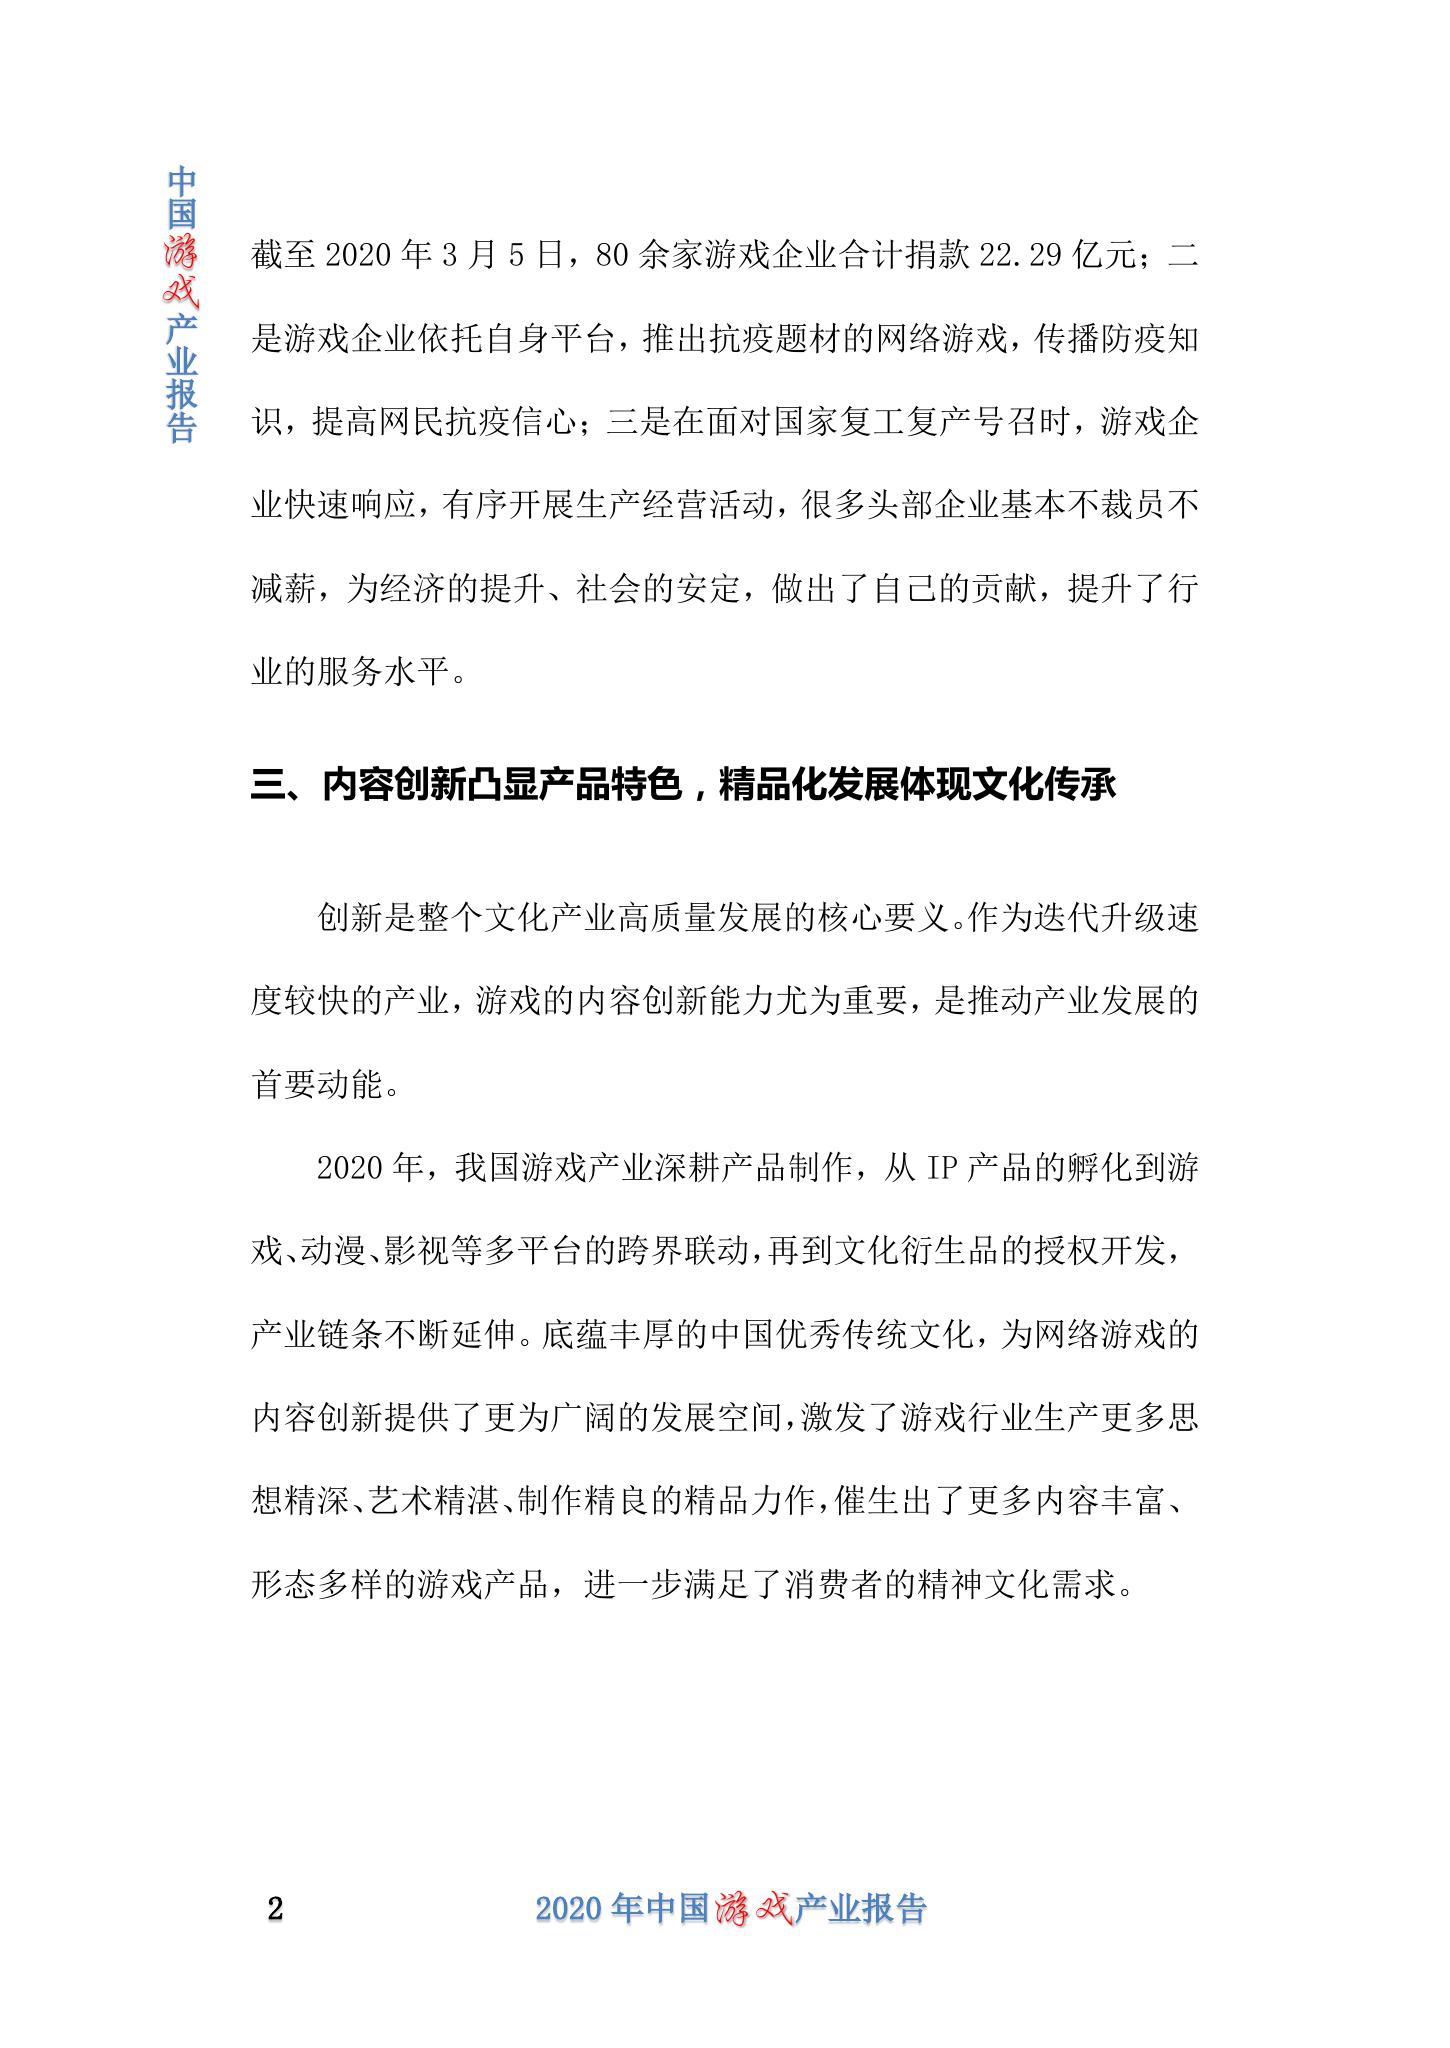 中国游戏产业报告
截至 2020 年 3 月 5 日，80 余家游戏企业合计捐款 22.29 亿元；二
是游戏企业依托自身平台，推出抗疫题材的网络游戏，传播防疫知
识，提高网民抗疫信心；三是在面对国家复工复产号召时，游戏企
业快速响应，有序开展生产经营活动，很多头部企业基本不裁员不
减薪，为经济的提升、社会的安定，做出了自己的贡献，提升了行
业的服务水平。
三、内容创新凸显产品特色，精品化发展体现文化传承
创新是整个文化产业高质量发展的核心要义。作为迭代升级速
度较快的产业，游戏的内容创新能力尤为重要，是推动产业发展的
首要动能。
2020 年，我国游戏产业深耕产品制作，从 IP 产品的孵化到游
戏、动漫、影视等多平台的跨界联动，再到文化衍生品的授权开发，
产业链条不断延伸。底蕴丰厚的中国优秀传统文化，为网络游戏的
内容创新提供了更为广阔的发展空间，激发了游戏行业生产更多思
想精深、艺术精湛、制作精良的精品力作，催生出了更多内容丰富、
形态多样的游戏产品，进一步满足了消费者的精神文化需求。
2 2020 年中国游戏产业报告